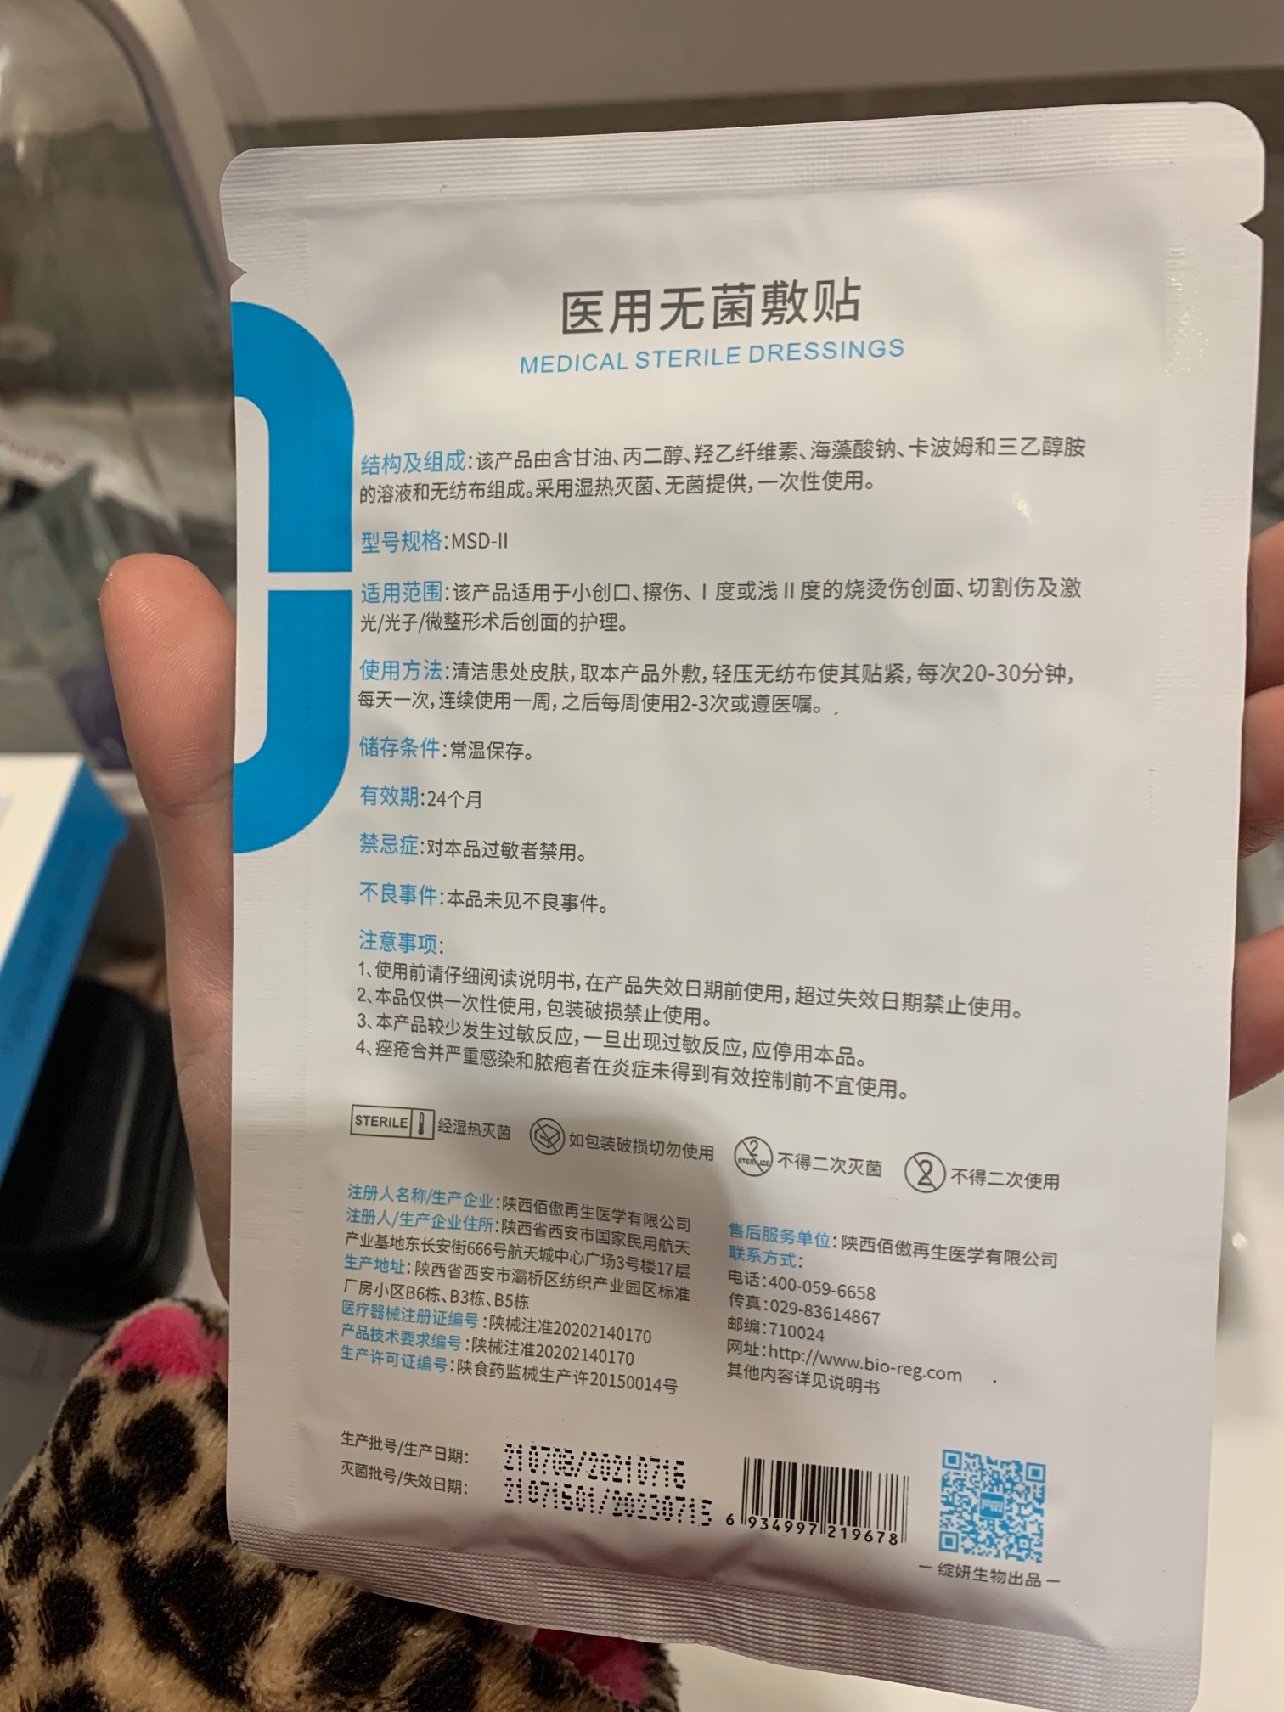 医用无菌敷贴
MEDICAL STERILE DRESSINGS
结构及组成:该产品由含甘油、丙二醇、羟乙纤维素、海藻酸钠、卡波姆和三乙醇胺
的溶液和无纺布组成。采用湿热灭菌、无菌提供,一次性使用。
型号规格:MSD-II
适用范围:该产品适用于小创口、擦伤、I度或浅II度的烧烫伤创面、切割伤及激
光/光子/微整形术后创面的护理。
使用方法:清洁患处皮肤,取本产品外敷,轻压无纺布使其贴紧,每次20-30分钟,
每天一次,连续使用一周,之后每周使用2-3次或遵医嘱。
储存条件:常温保存。
有效期:24个月
禁忌症:对本品过敏者禁用。
不良事件:本品未见不良事件。
注意事项:
1、使用前请仔细阅读说明书,在产品失效日期前使用,超过失效日期禁止使用。
2、本品仅供一次性使用,包装破损禁止使用。
3、本产品较少发生过敏反应,一旦出现过敏反应,应停用本品。
4、痤疮合并严重感染和脓疱者在炎症未得到有效控制前不宜使用。
STERILE 经湿热灭菌 如包装破损切勿使用 2 STERILIZE 不得二次灭菌 2 不得二次使用
注册人名称/生产企业:陕西佰傲再生医学有限公司
注册人/生产企业住所:陕西省西安市国家民用航天
产业基地东长安街666号航天城中心广场3号楼17层
生产地址:陕西省西安市灞桥区纺织产业园区标准
厂房小区B6栋、B3栋、B5栋
医疗器械注册证编号:陕械注准20202140170
产品技术要求编号:陕械注准20202140170
生产许可证编号:陕食药监械生产许20150014号
售后服务单位:陕西佰傲再生医学有限公司
联系方式:
电话:400-059-6658
传真:029-83614867
邮编:710024
网址:http://www.bio-reg.com
其他内容详见说明书
生产批号/生产日期: 210703/20210716
灭菌批号/失效日期: 21071601/20230715
6 934997 219678
绽妍生物出品